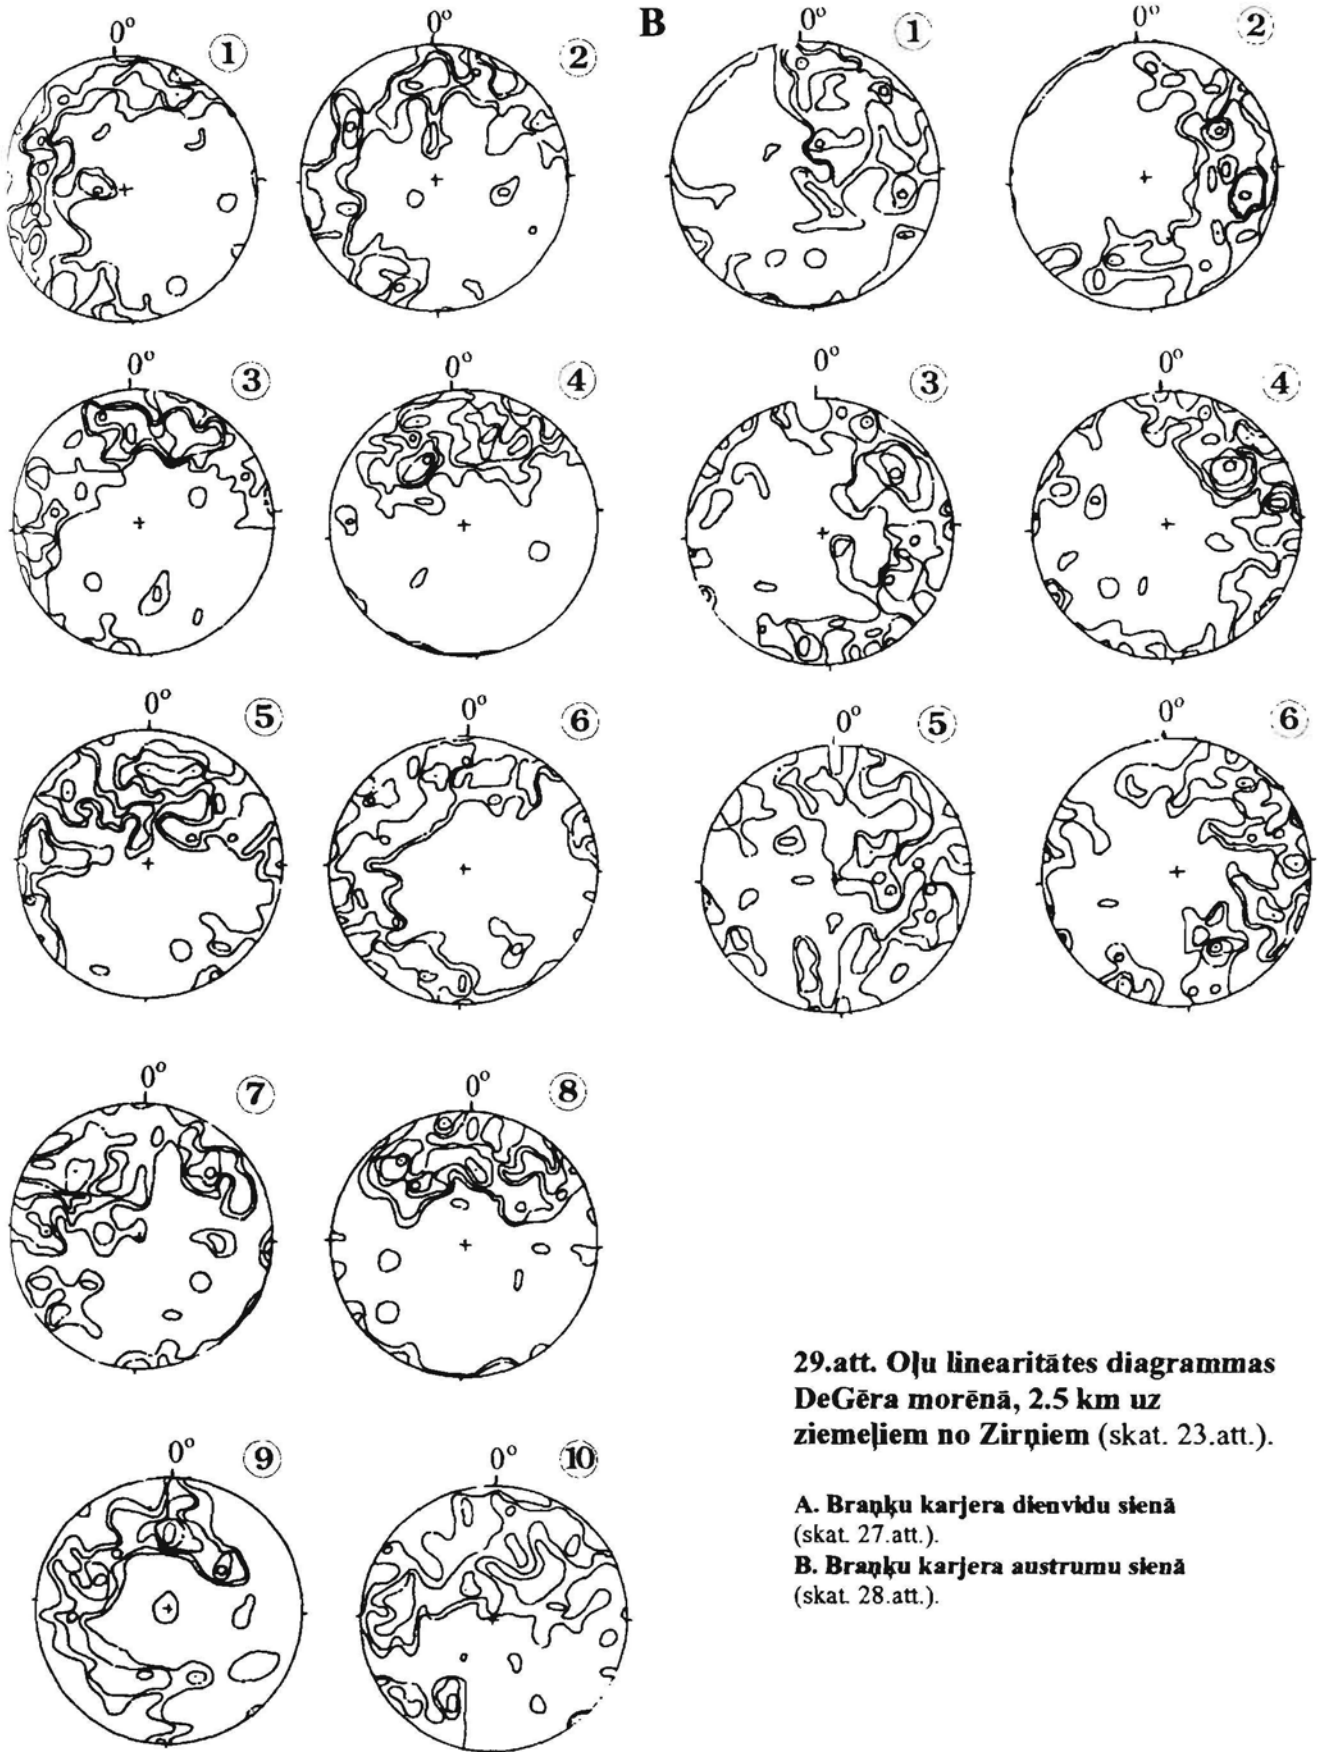 B
0° ① 0° ② 0° ① 0° ②
0° ③ 0° ④ 0° ③ 0° ④
0° ⑤ 0° ⑥ 0° ⑤ 0° ⑥
0° ⑦ 0° ⑧
0° ⑨ 0° ⑩
29.att. Oļu linearitātes diagrammas
DeGēra morēnā, 2.5 km uz
ziemeļiem no Zirņiem (skat. 23.att.).
A. Braņķu karjera dienvidu sienā
(skat. 27.att.).
B. Braņķu karjera austrumu sienā
(skat. 28.att.).